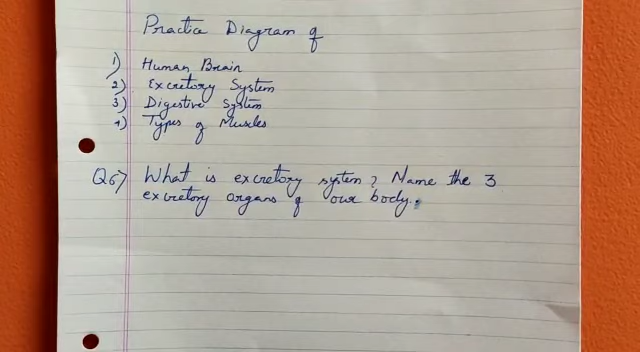 Practice Diagram of
1) Human Brain
2) Excretory System
3) Digestive System
4) Types of Muscles
Q6) What is excretory system? Name the 3
excretory organs of our body.